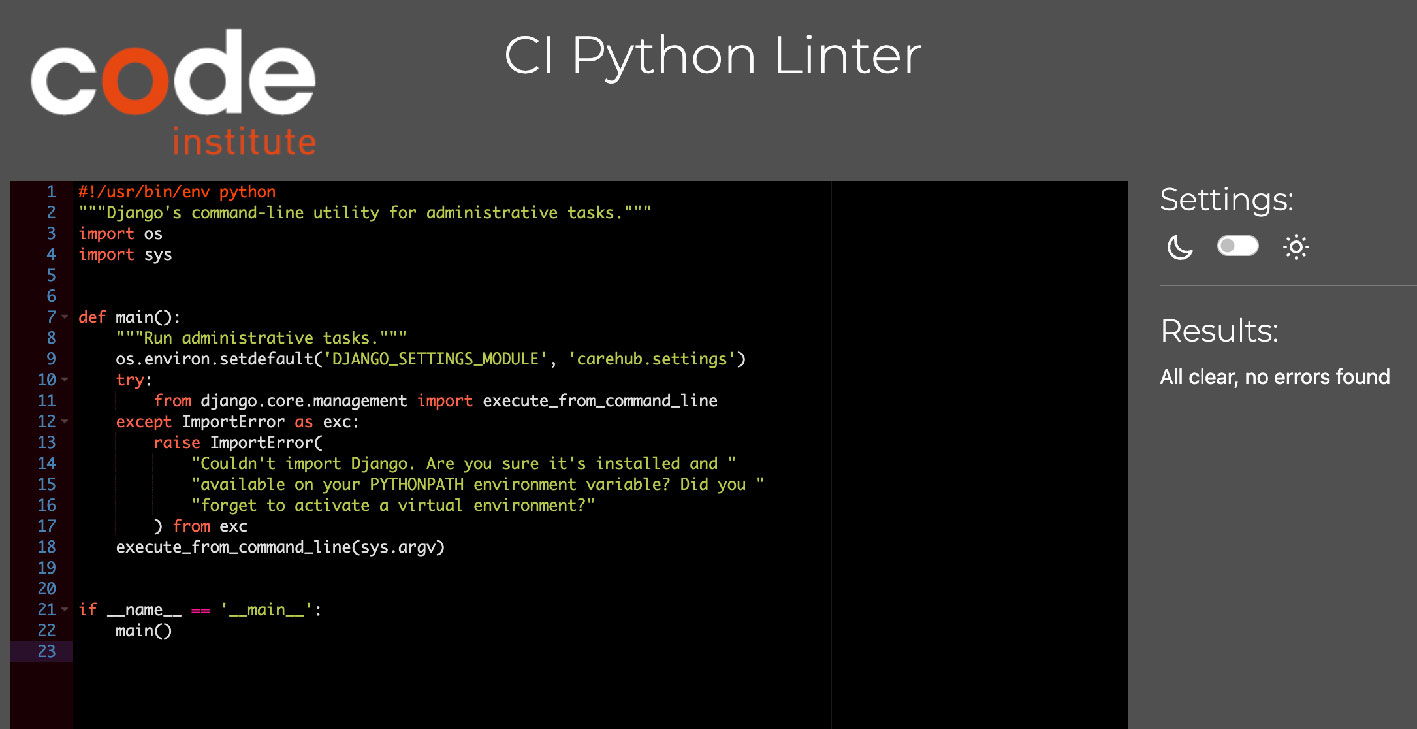 code
institute
CI Python Linter
1 #!/usr/bin/env python
2 """Django's command-line utility for administrative tasks."""
3 import os
4 import sys
5
6
7 def main():
8     """Run administrative tasks."""
9     os.environ.setdefault('DJANGO_SETTINGS_MODULE', 'carehub.settings')
10     try:
11         from django.core.management import execute_from_command_line
12     except ImportError as exc:
13         raise ImportError(
14             "Couldn't import Django. Are you sure it's installed and "
15             "available on your PYTHONPATH environment variable? Did you "
16             "forget to activate a virtual environment?"
17         ) from exc
18     execute_from_command_line(sys.argv)
19
20
21 if __name__ == '__main__':
22     main()
23
Settings:
Results:
All clear, no errors found